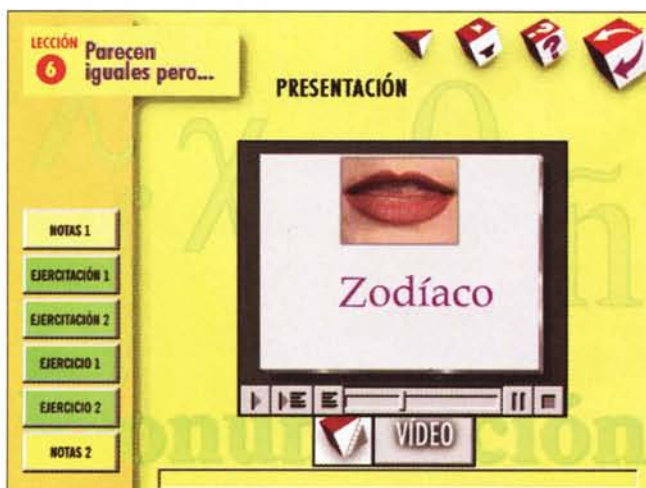 LECCIÓN
6
Parecen
iguales pero...
PRESENTACIÓN
Zodíaco
NOTAS 1
EJERCITACIÓN 1
EJERCITACIÓN 2
EJERCICIO 1
EJERCICIO 2
NOTAS 2
VÍDEO